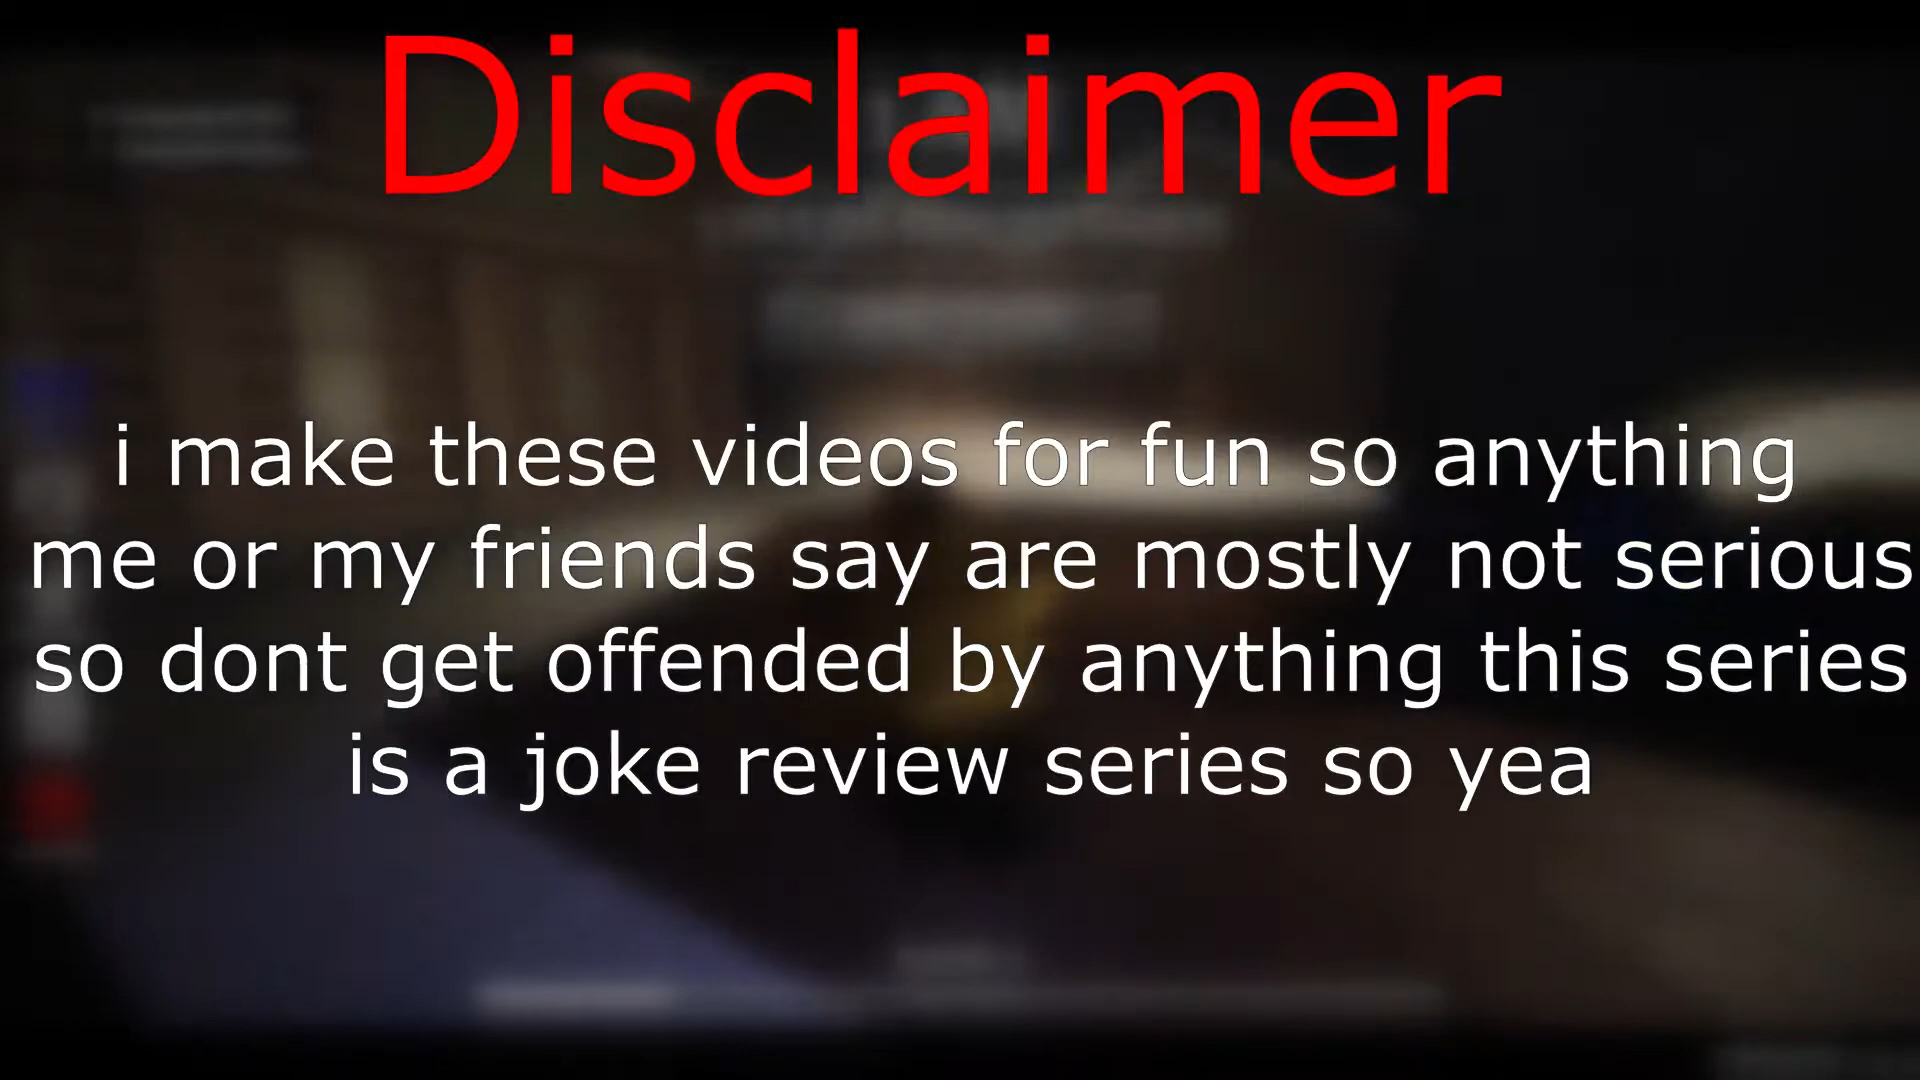 Disclaimer
i make these videos for fun so anything
me or my friends say are mostly not serious
so dont get offended by anything this series
is a joke review series so yea